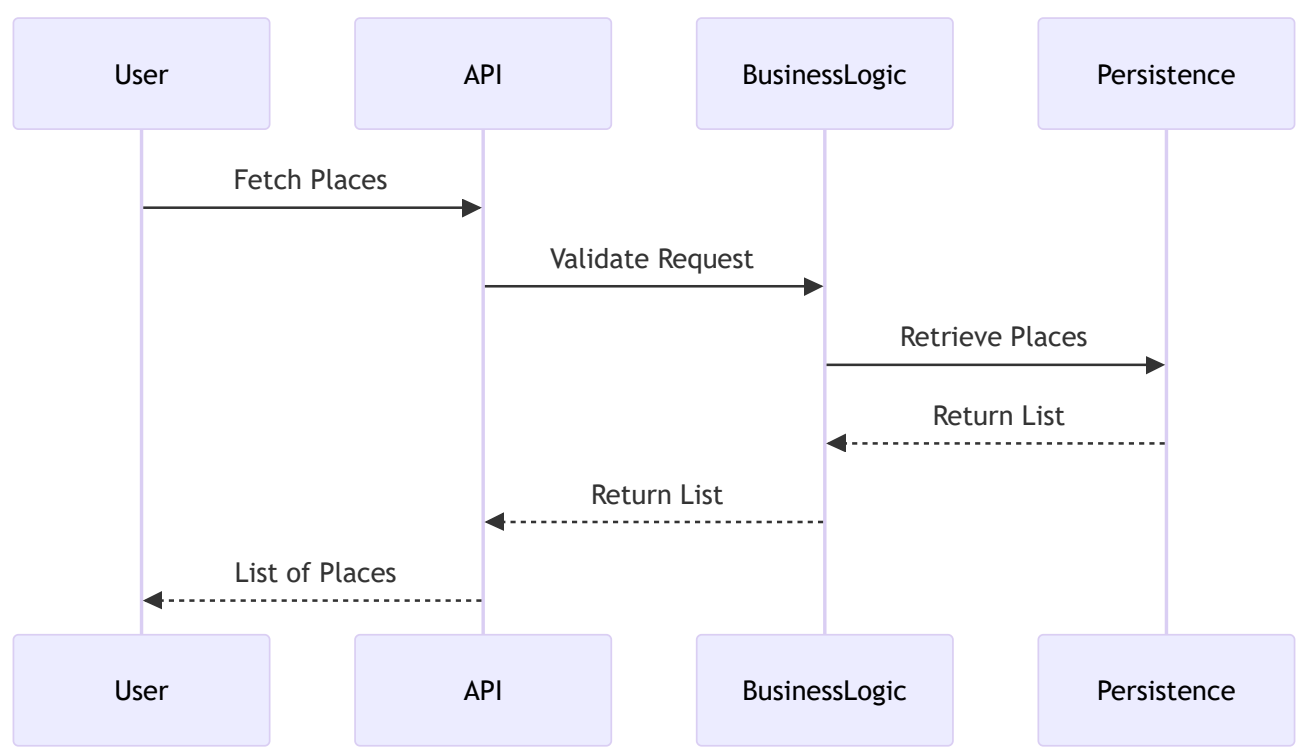 User
API
BusinessLogic
Persistence
Fetch Places
Validate Request
Retrieve Places
Return List
Return List
List of Places
User
API
BusinessLogic
Persistence